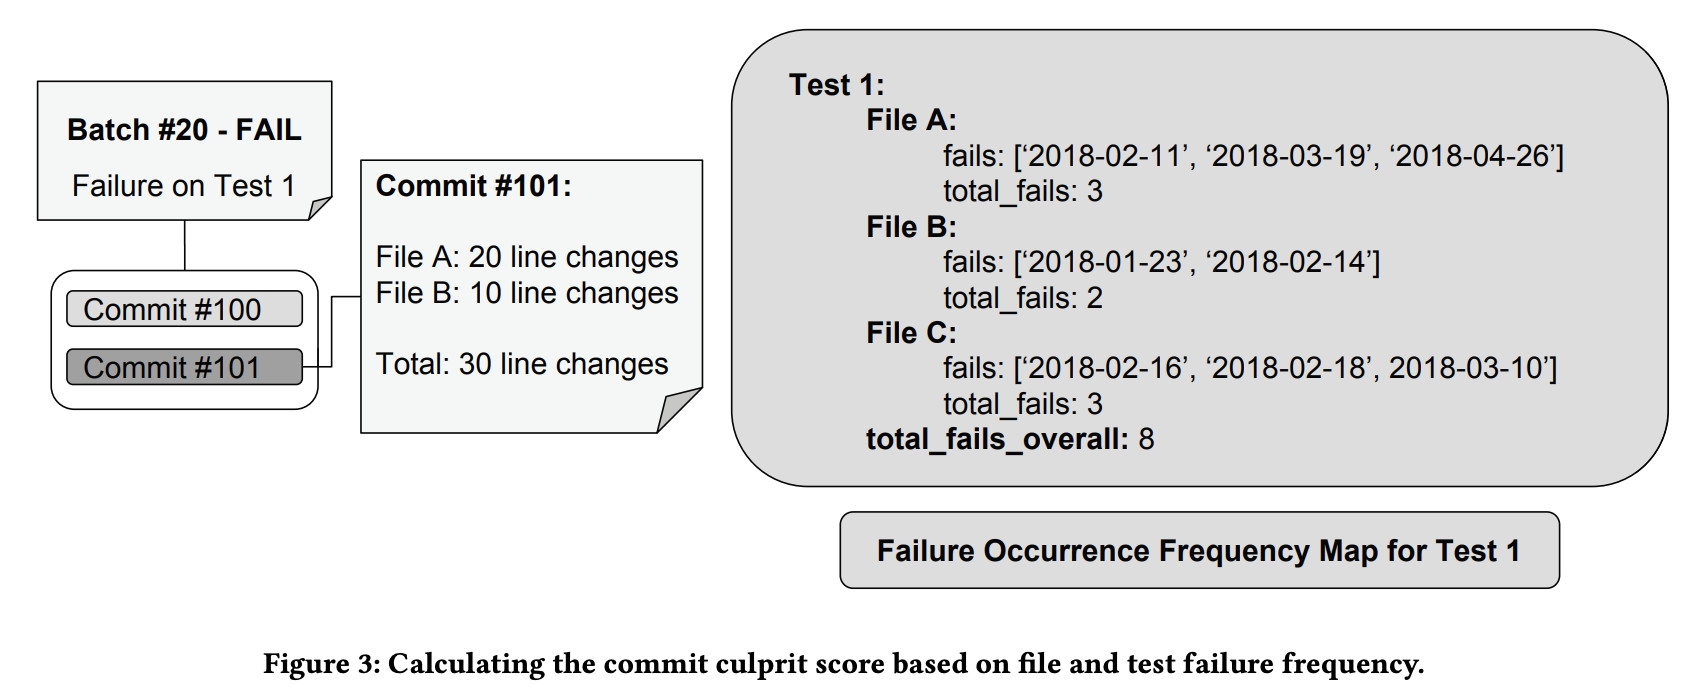 Batch #20 - FAIL
Failure on Test 1
Commit #100
Commit #101
Commit #101:
File A: 20 line changes
File B: 10 line changes
Total: 30 line changes
Test 1:
File A:
fails: [‘2018-02-11’, ‘2018-03-19’, ‘2018-04-26’]
total_fails: 3
File B:
fails: [‘2018-01-23’, ‘2018-02-14’]
total_fails: 2
File C:
fails: [‘2018-02-16’, ‘2018-02-18’, 2018-03-10’]
total_fails: 3
total_fails_overall: 8
Failure Occurrence Frequency Map for Test 1
Figure 3: Calculating the commit culprit score based on file and test failure frequency.